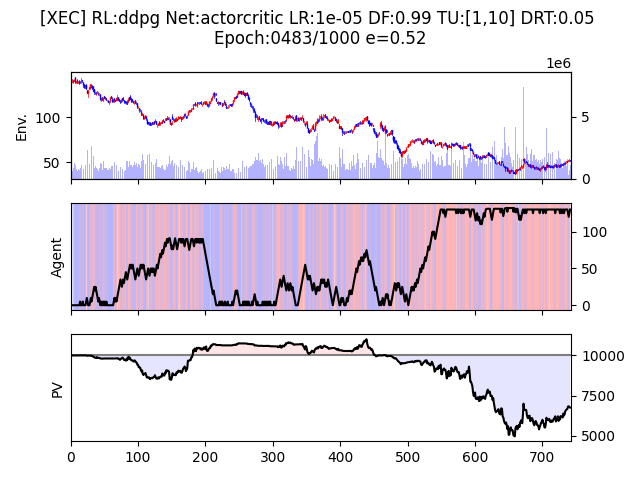 [XEC] RL:ddpg Net:actorcritic LR:1e-05 DF:0.99 TU:[1,10] DRT:0.05
Epoch:0483/1000 e=0.52
1e6
Env.
100
50
5
0
Agent
100
50
0
PV
10000
7500
5000
0 100 200 300 400 500 600 700